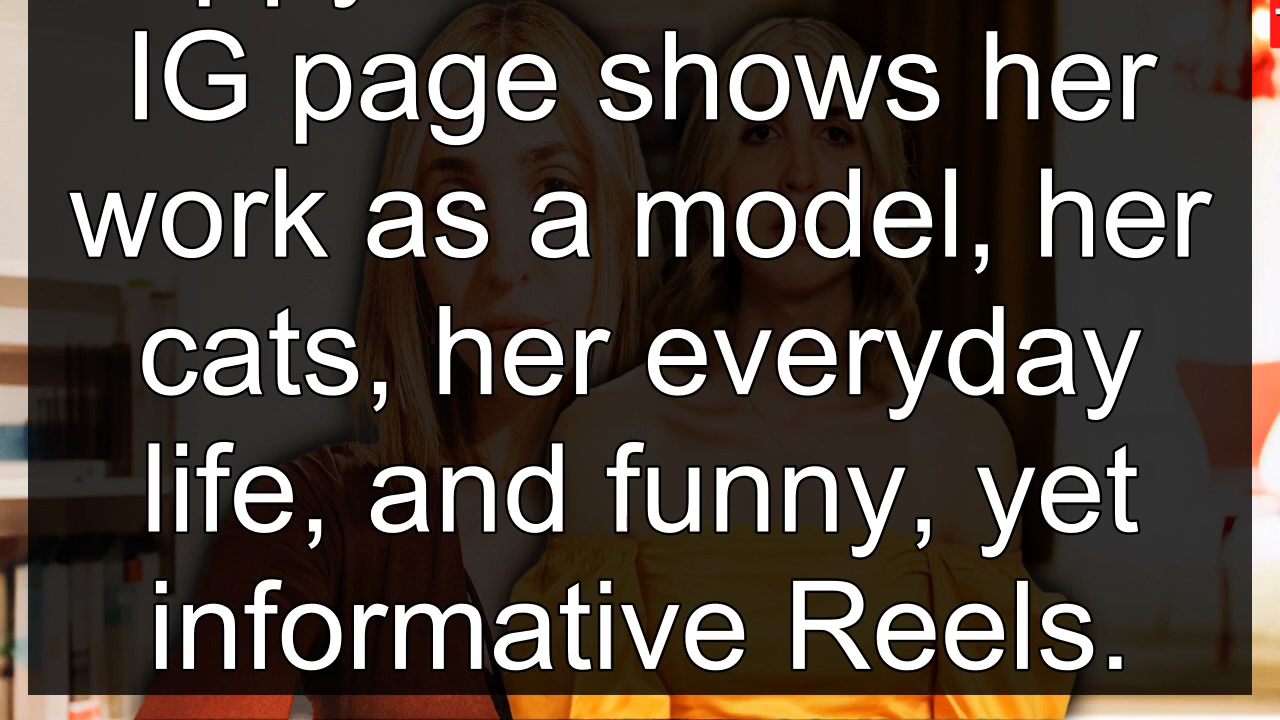 IG page shows her
work as a model, her
cats, her everyday
life, and funny, yet
informative Reels.